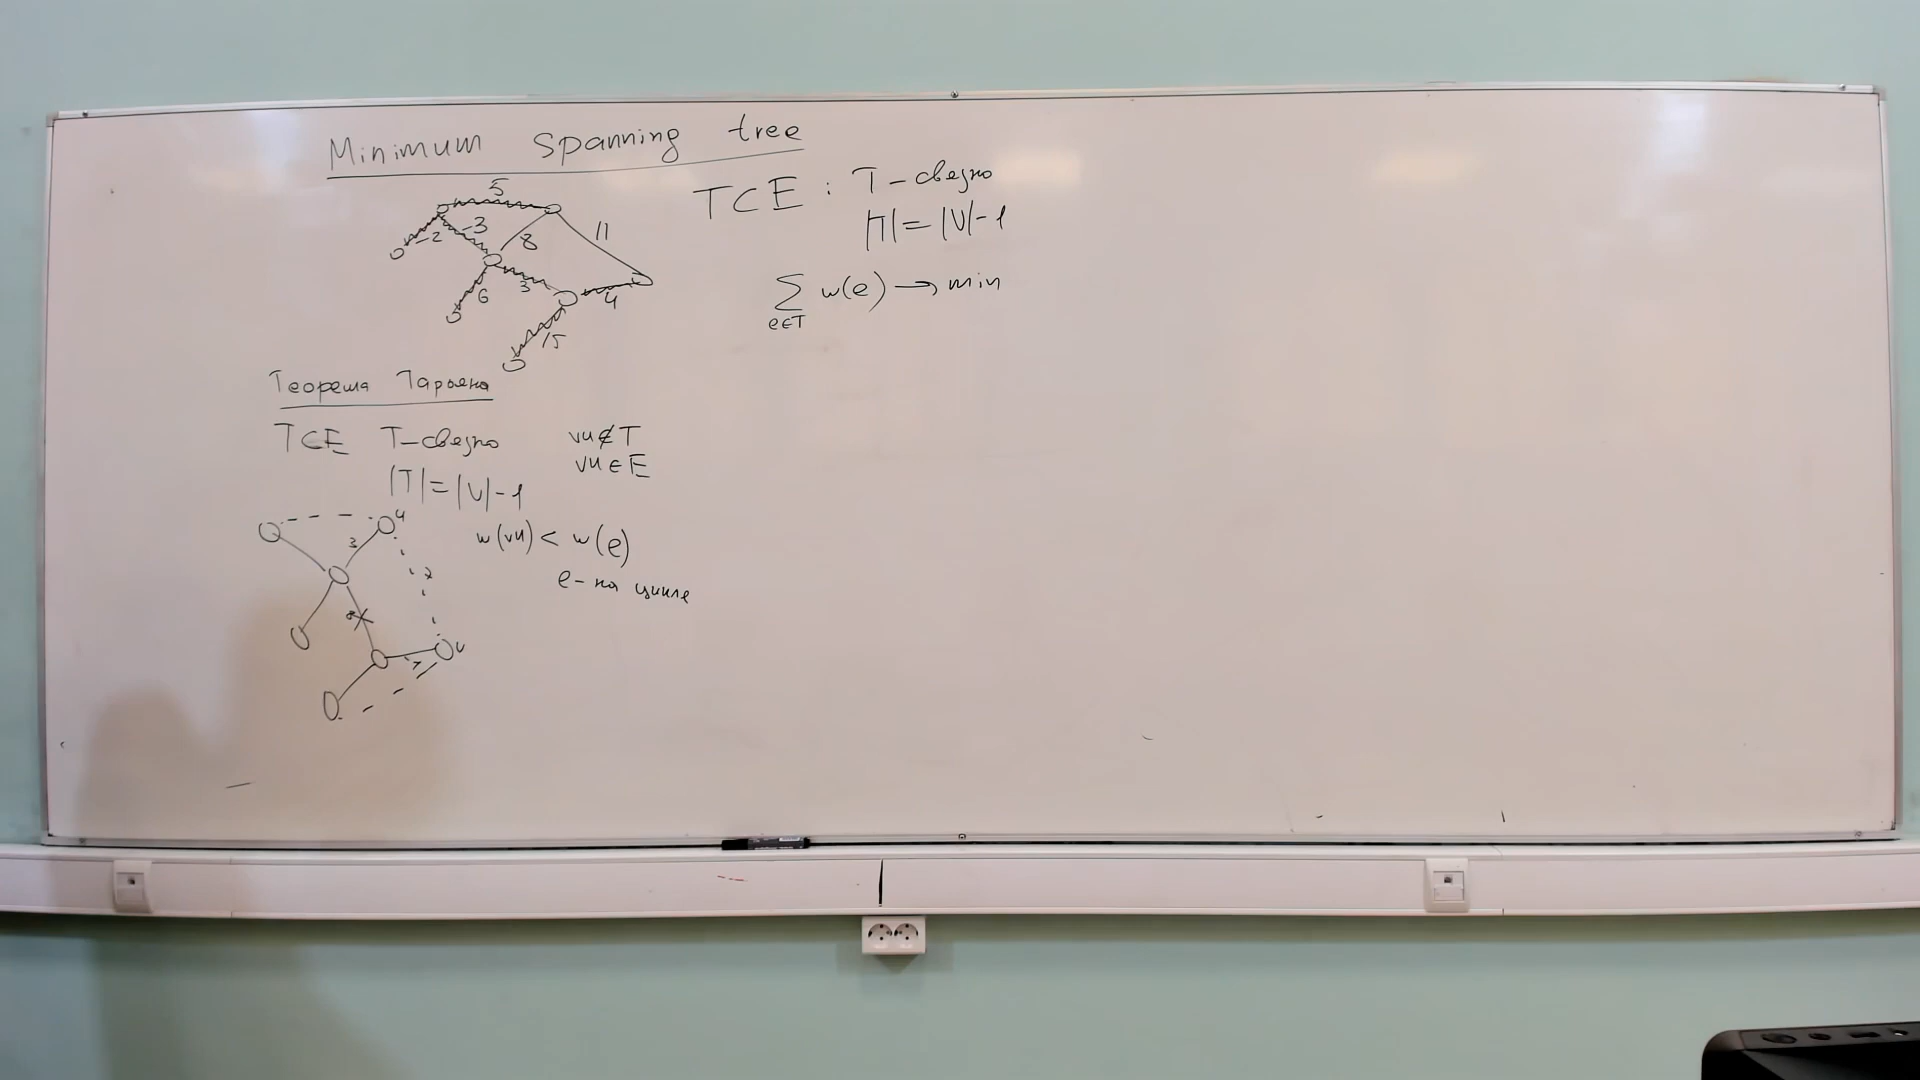 Minimum spanning tree
T⊂E : T-связно
|T| = |V|-1
∑ w(e) → min
e∈T
5
-2
-3
8
11
6
3
4
15
Теорема Тарьяна
T⊂E T-связно
|T| = |V|-1
vu∉T
vu∈E
w(vu) < w(e)
e - на цикле
u
3
v